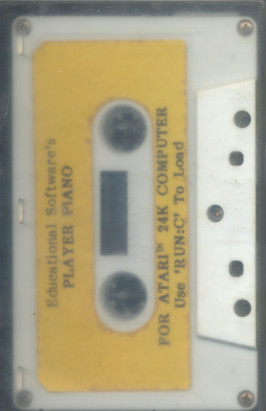 Educational Software's
PLAYER PIANO
FOR ATARI™ 24K COMPUTER
Use 'RUN:C' To Load